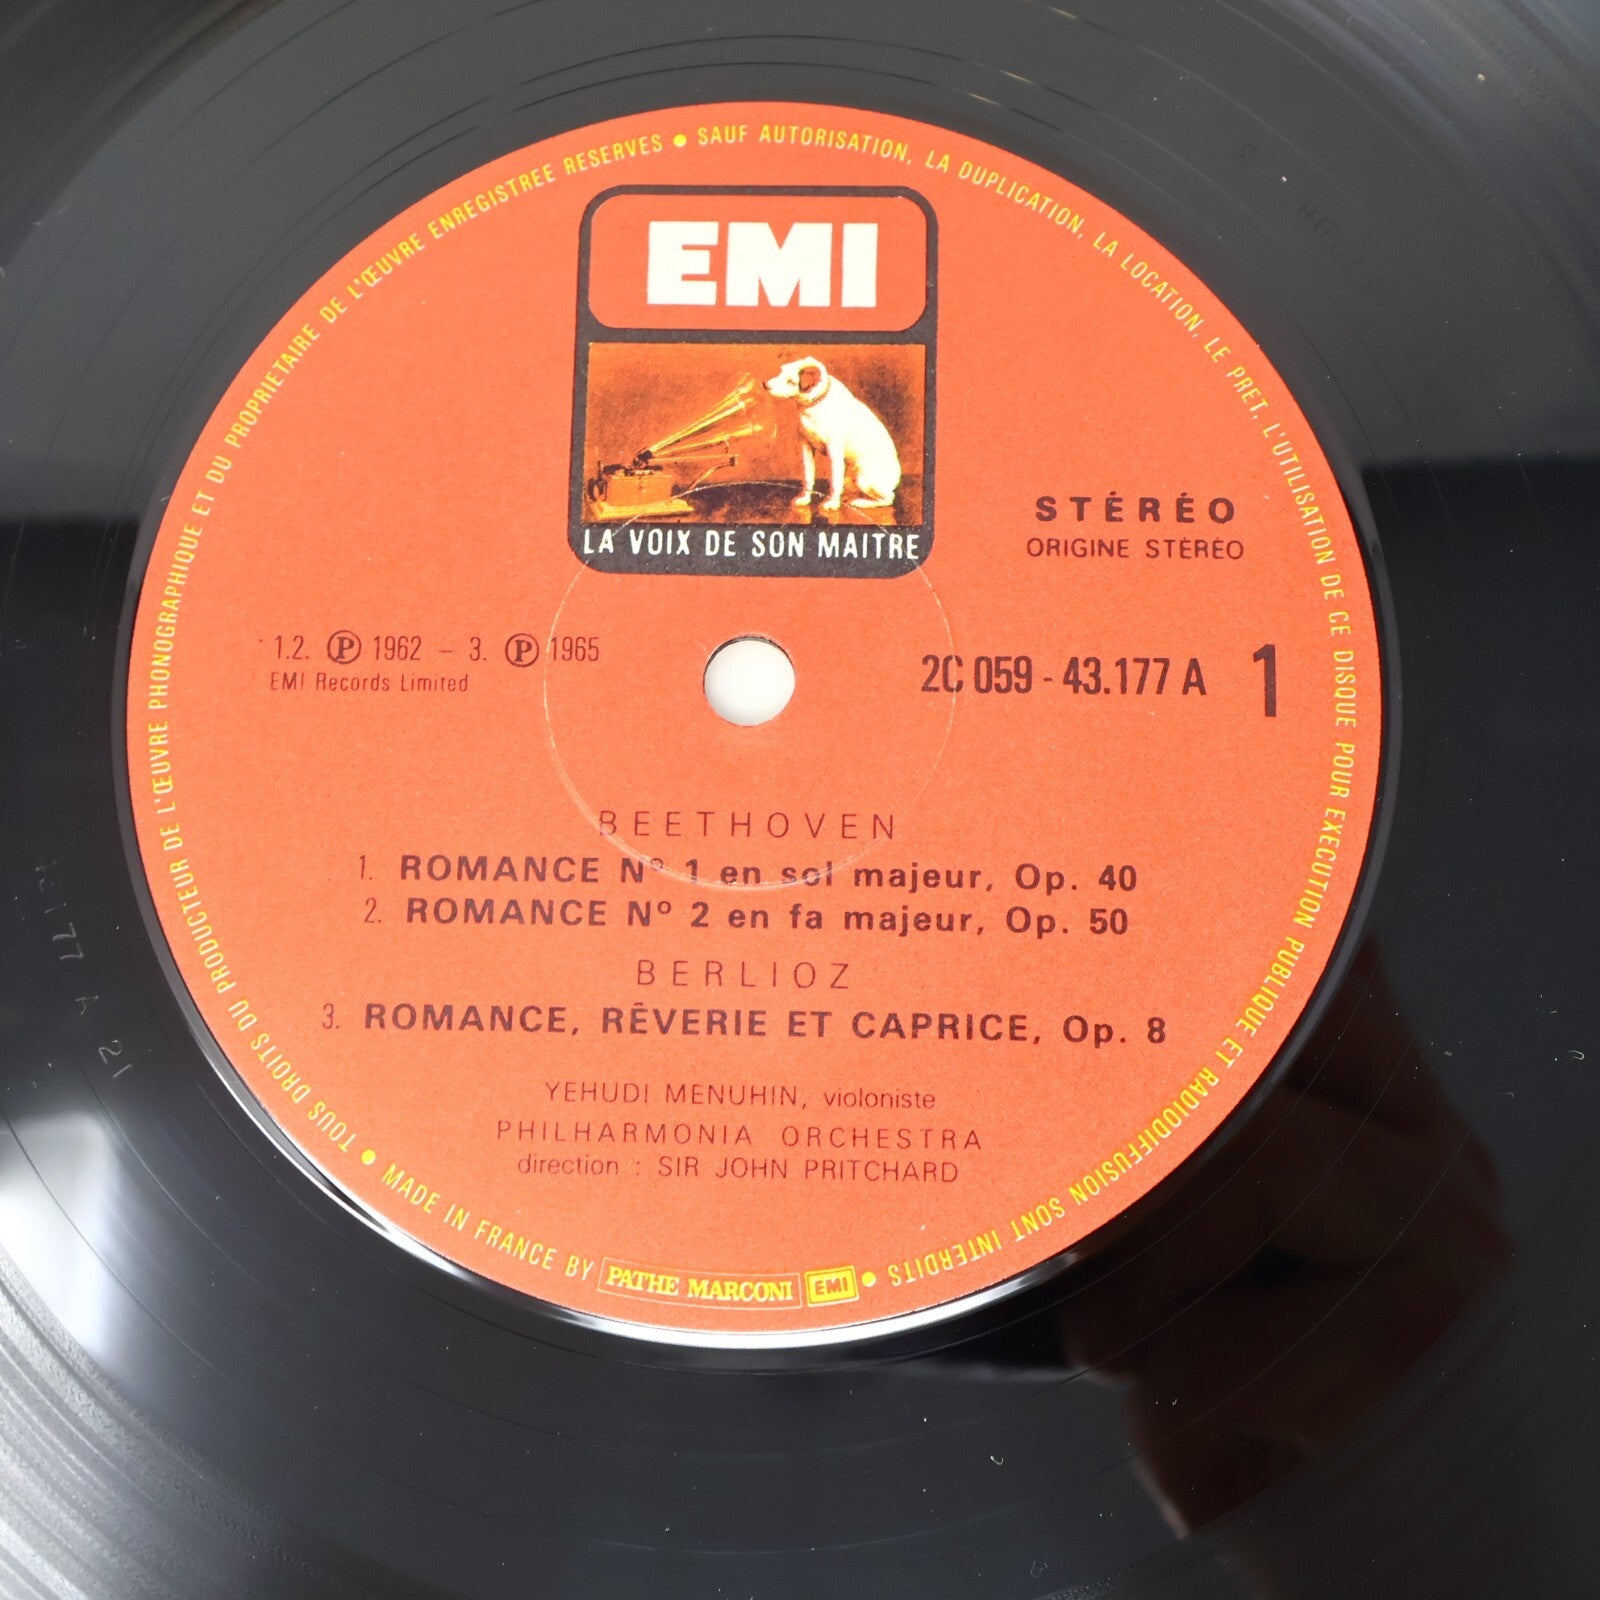 TOUS DROITS DU PRODUCTEUR DE L'ŒUVRE PHONOGRAPHIQUE ET DU PROPRIETAIRE DE L'ŒUVRE ENREGISTREE RESERVES • SAUF AUTORISATION, LA DUPLICATION, LA LOCATION, LE PRET, L'UTILISATION DE CE DISQUE POUR EXECUTION PUBLIQUE ET RADIODIFFUSION SONT INTERDITS •
EMI
LA VOIX DE SON MAITRE
STÉRÉO
ORIGINE STÉRÉO
1.2. ℗ 1962 – 3. ℗ 1965
EMI Records Limited
2C 059 - 43.177 A 1
BEETHOVEN
1. ROMANCE Nº 1 en sol majeur, Op. 40
2. ROMANCE Nº 2 en fa majeur, Op. 50
BERLIOZ
3. ROMANCE, RÊVERIE ET CAPRICE, Op. 8
YEHUDI MENUHIN, violoniste
PHILHARMONIA ORCHESTRA
direction : SIR JOHN PRITCHARD
• MADE IN FRANCE BY PATHE MARCONI EMI